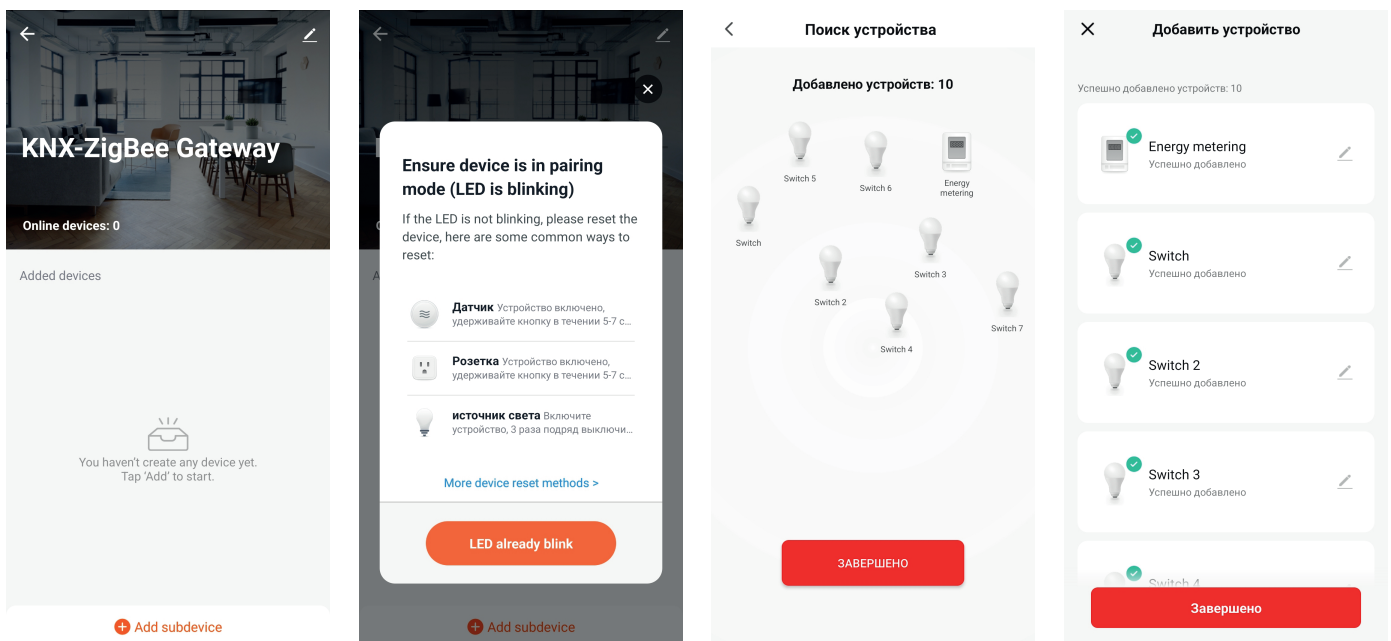 KNX-ZigBee Gateway
Online devices: 0
Added devices
You haven't create any device yet.
Tap 'Add' to start.
Add subdevice
Ensure device is in pairing
mode (LED is blinking)
If the LED is not blinking, please reset the
device, here are some common ways to
reset:
Датчик Устройство включено,
удерживайте кнопку в течении 5-7 с...
Розетка Устройство включено,
удерживайте кнопку в течении 5-7 с...
источник света Включите
устройство, 3 раза подряд выключи...
More device reset methods >
LED already blink
Add subdevice
Поиск устройства
Добавлено устройств: 10
Switch 5
Switch 6
Energy
metering
Switch
Switch 3
Switch 2
Switch 7
Switch 4
ЗАВЕРШЕНО
Добавить устройство
Успешно добавлено устройств: 10
Energy metering
Успешно добавлено
Switch
Успешно добавлено
Switch 2
Успешно добавлено
Switch 3
Успешно добавлено
Switch 4
Завершено